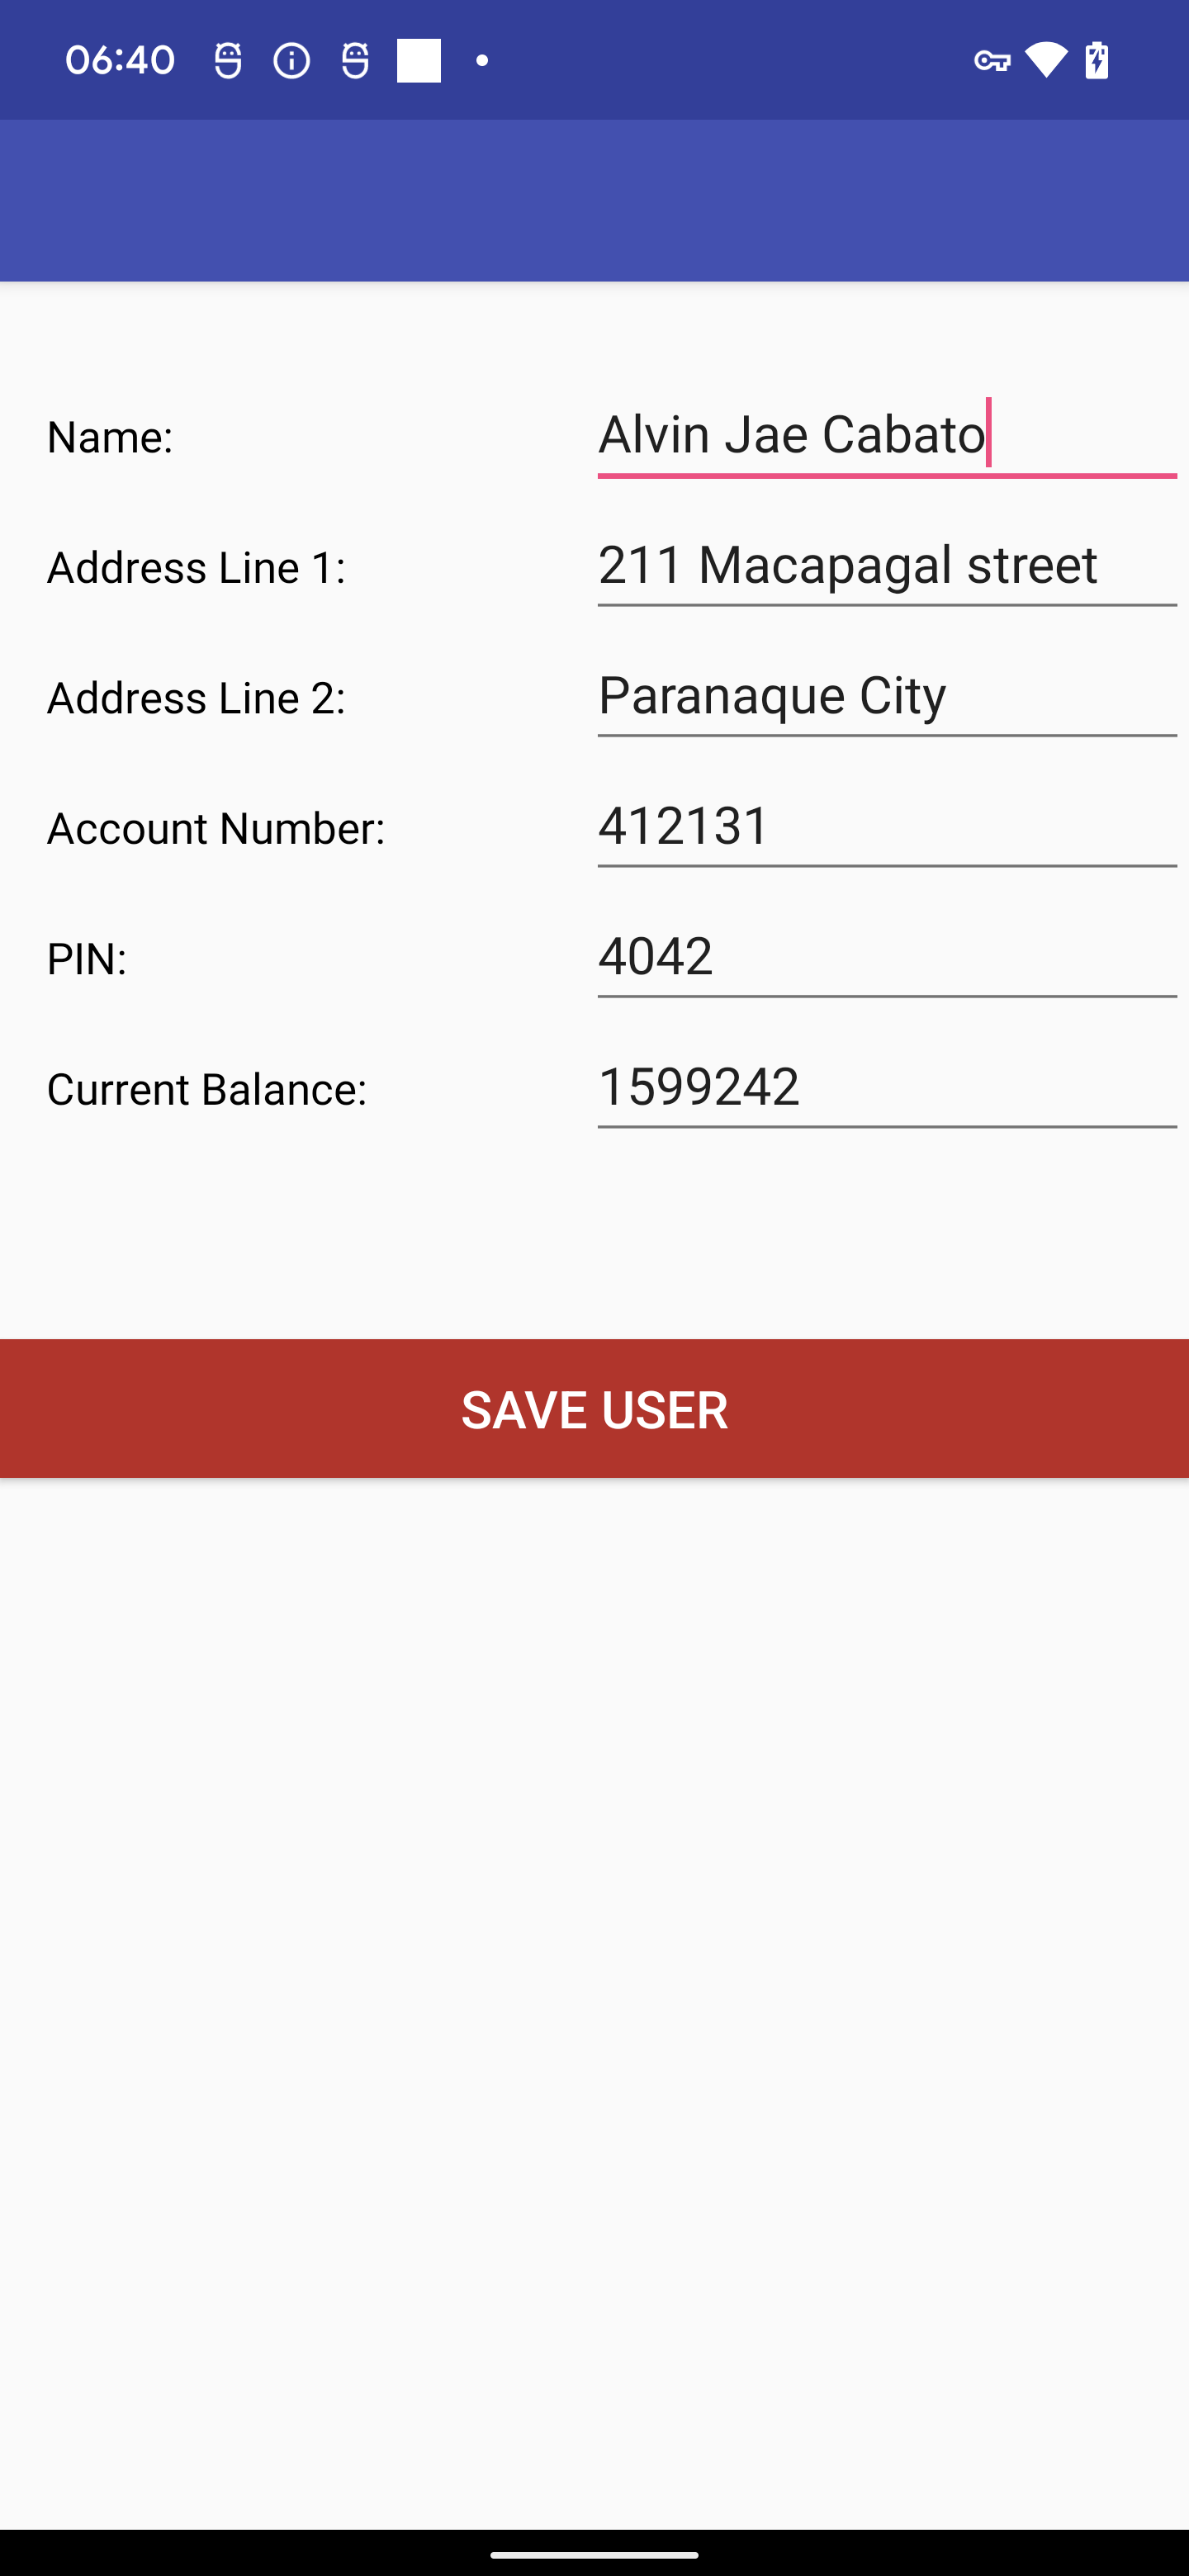 06:40
Name: Alvin Jae Cabato
Address Line 1: 211 Macapagal street
Address Line 2: Paranaque City
Account Number: 412131
PIN: 4042
Current Balance: 1599242
SAVE USER